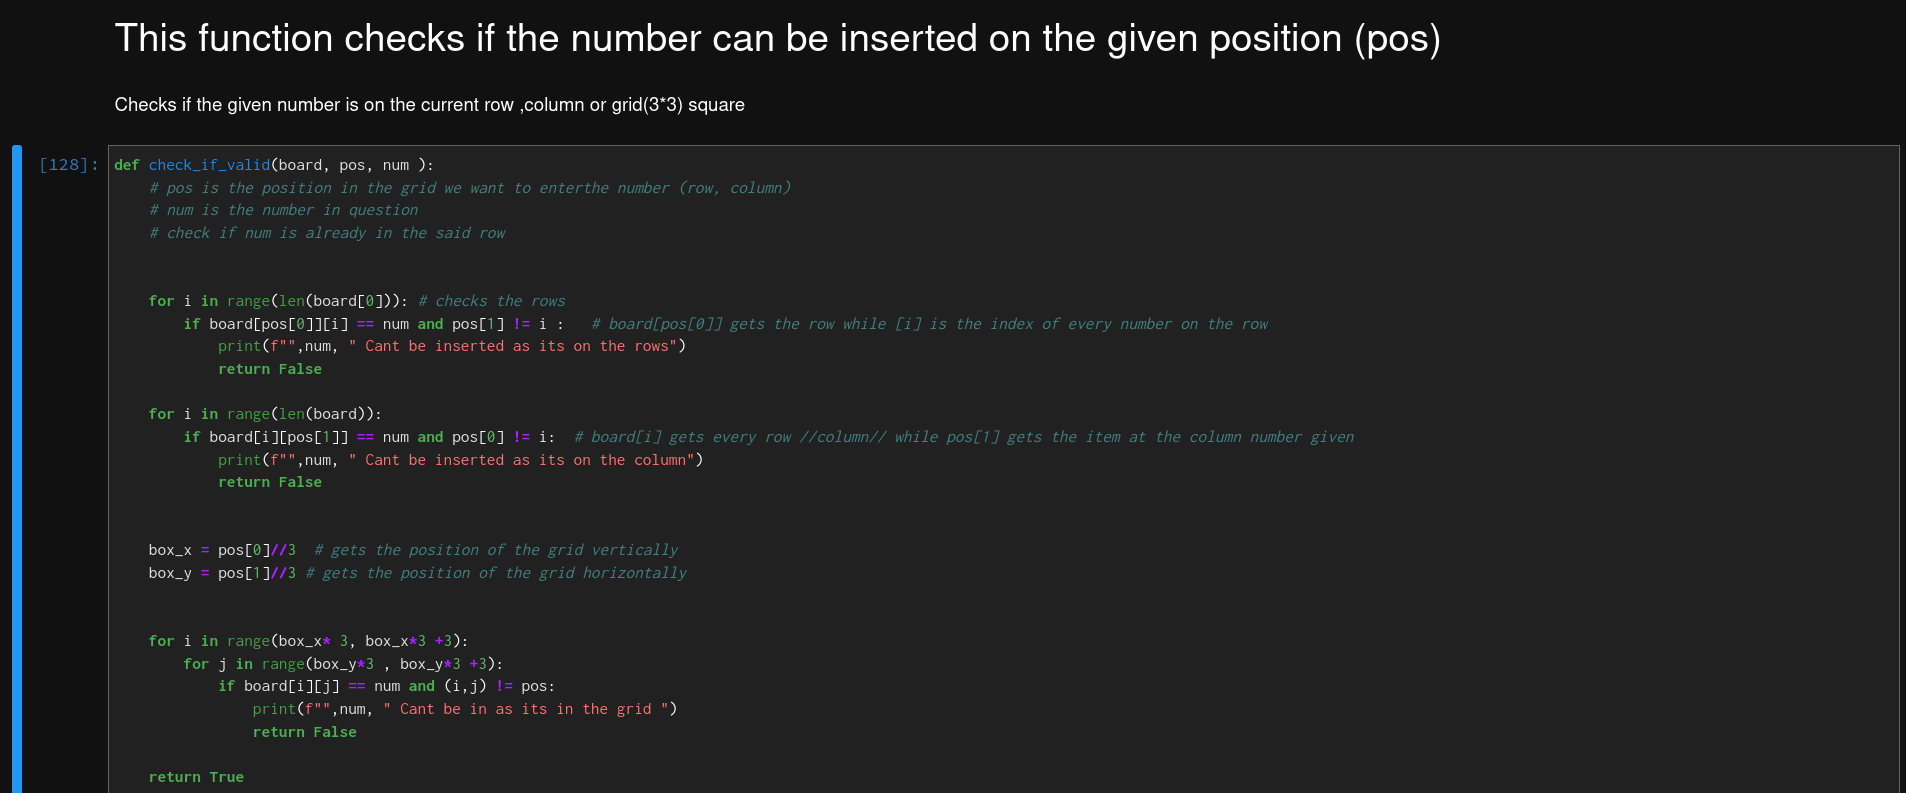 This function checks if the number can be inserted on the given position (pos)
Checks if the given number is on the current row ,column or grid(3*3) square
[128]: def check_if_valid(board, pos, num ):
    # pos is the position in the grid we want to enterthe number (row, column)
    # num is the number in question
    # check if num is already in the said row
    for i in range(len(board[0])): # checks the rows
        if board[pos[0]][i] == num and pos[1] != i :   # board[pos[0]] gets the row while [i] is the index of every number on the row
            print(f"",num, " Cant be inserted as its on the rows")
            return False
    for i in range(len(board)):
        if board[i][pos[1]] == num and pos[0] != i:  # board[i] gets every row //column// while pos[1] gets the item at the column number given
            print(f"",num, " Cant be inserted as its on the column")
            return False
    box_x = pos[0]//3  # gets the position of the grid vertically
    box_y = pos[1]//3 # gets the position of the grid horizontally
    for i in range(box_x* 3, box_x*3 +3):
        for j in range(box_y*3 , box_y*3 +3):
            if board[i][j] == num and (i,j) != pos:
                print(f"",num, " Cant be in as its in the grid ")
                return False
    return True